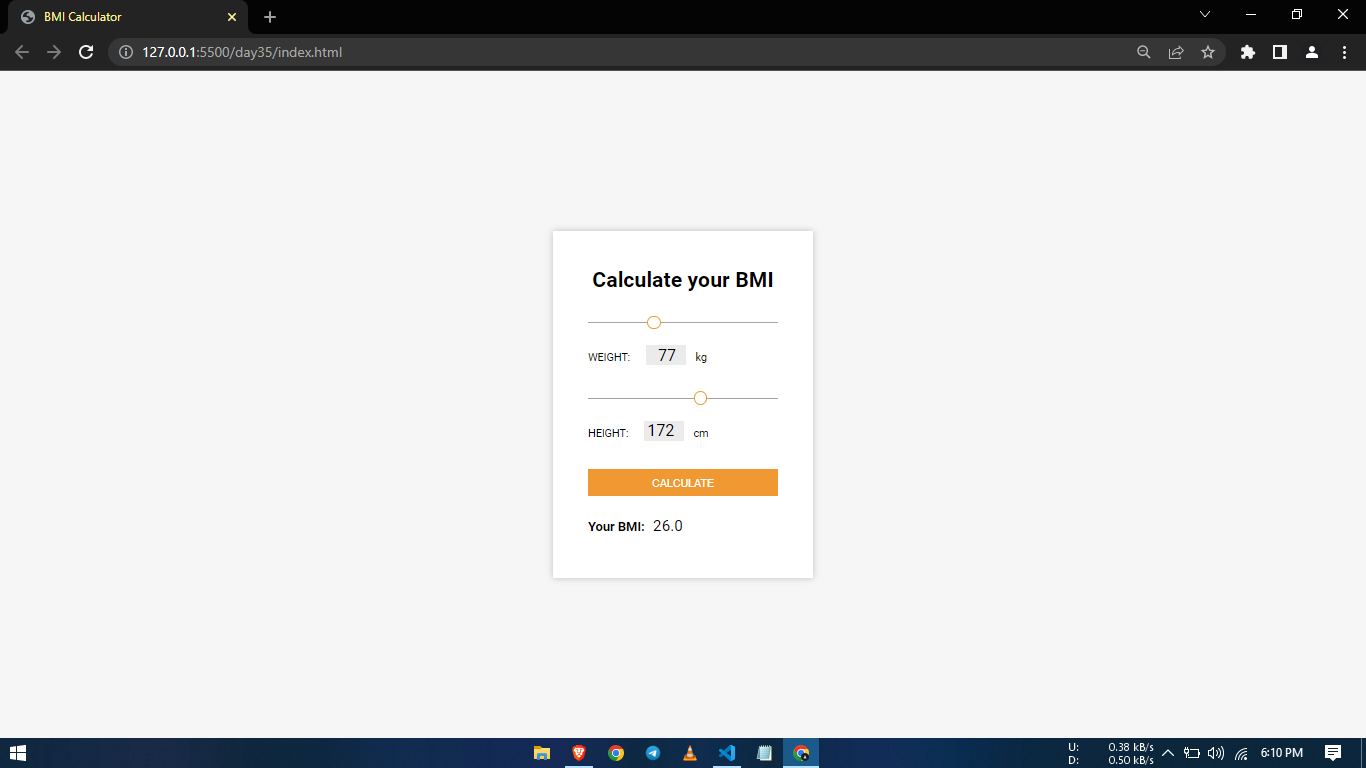 BMI Calculator
127.0.0.1:5500/day35/index.html
Calculate your BMI
WEIGHT: 77 kg
HEIGHT: 172 cm
CALCULATE
Your BMI: 26.0
U: 0.38 kB/s
D: 0.50 kB/s
6:10 PM